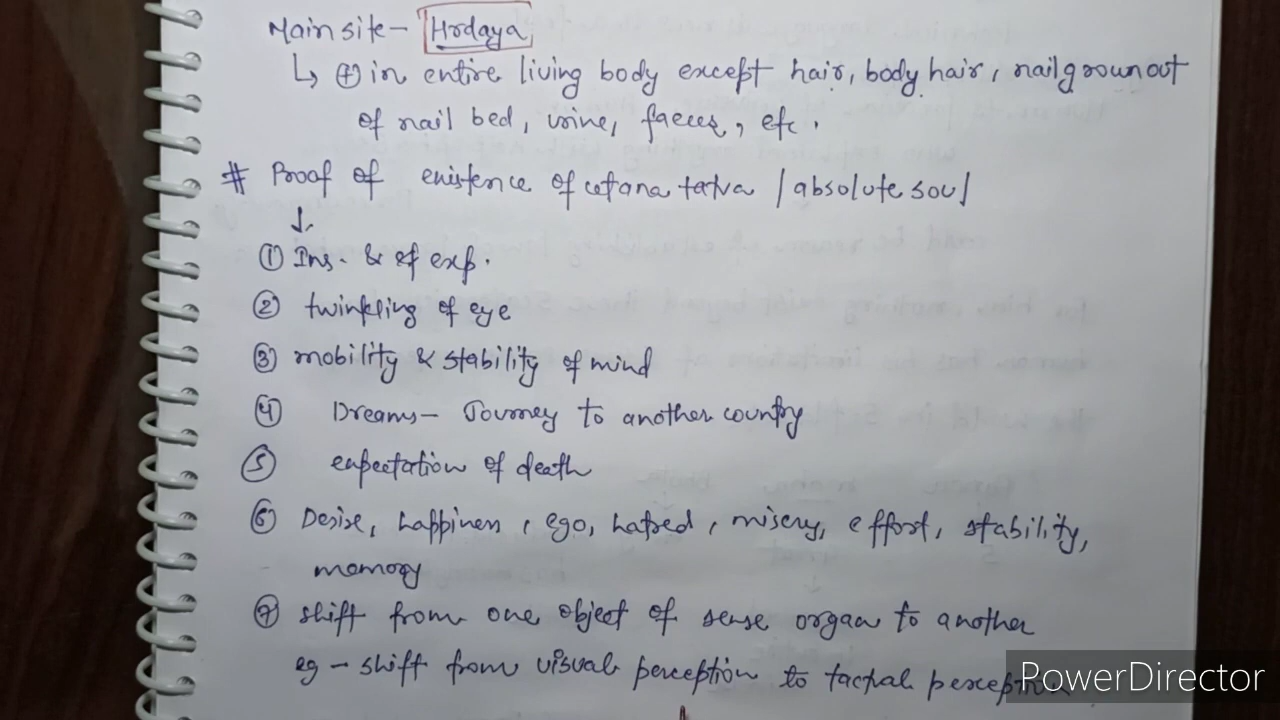 Main site - Hrdaya
↳ (+) in entire living body except hair, body hair, nail grown out
of nail bed, urine, faeces, etc.
# Proof of existence of cetana tatva / absolute soul
↓
① Ins. & ef exp.
② twinkling of eye
③ mobility & stability of mind
④ Dreams - Journey to another country
⑤ expectation of death
⑥ Desire, happiness, ego, hatred, misery, effort, stability,
memory
⑦ shift from one object of sense organ to another
eg - shift from visual perception to tactual perception
PowerDirector